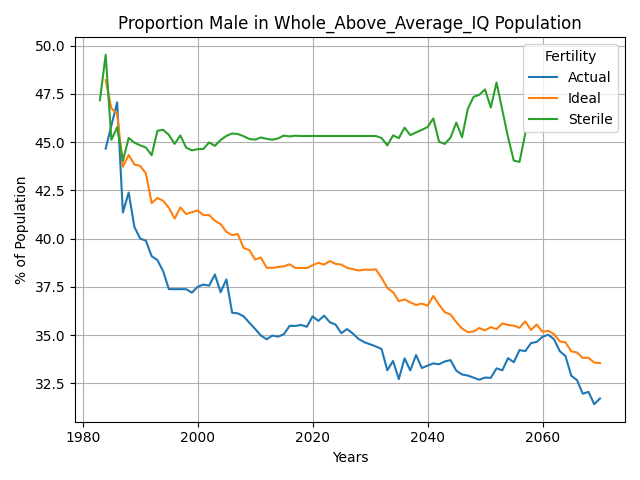 Proportion Male in Whole_Above_Average_IQ Population
50.0
47.5
45.0
42.5
40.0
37.5
35.0
32.5
% of Population
Fertility
Actual
Ideal
Sterile
1980
2000
2020
2040
2060
Years